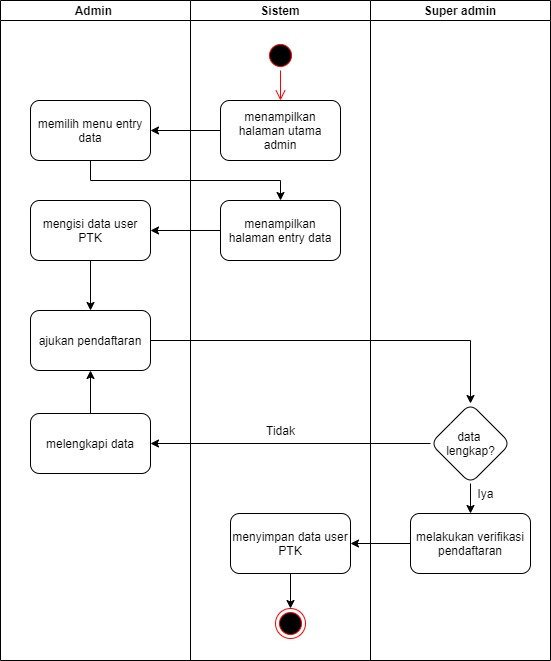 Admin
Sistem
Super admin
menampilkan
halaman utama
admin
memilih menu entry
data
mengisi data user
PTK
menampilkan
halaman entry data
ajukan pendaftaran
data
lengkap?
Tidak
melengkapi data
Iya
melakukan verifikasi
pendaftaran
menyimpan data user
PTK